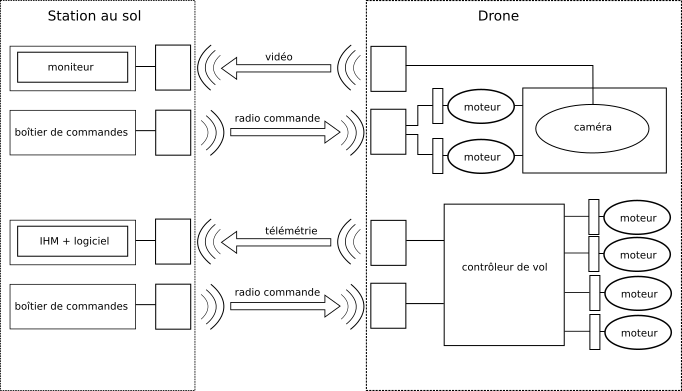 Station au sol
Drone
moniteur
vidéo
moteur
caméra
boîtier de commandes
radio commande
moteur
IHM + logiciel
télémétrie
contrôleur de vol
moteur
moteur
boîtier de commandes
radio commande
moteur
moteur